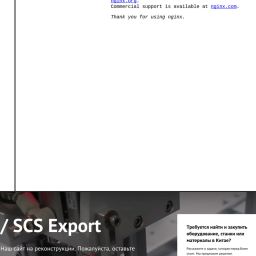 nginx.org.
Commercial support is available at nginx.com.
Thank you for using nginx.
/ SCS Export
Наш сайт на реконструкции. Пожалуйста, оставьте
Требуется найти и закупить
оборудование, станки или
материалы в Китае?